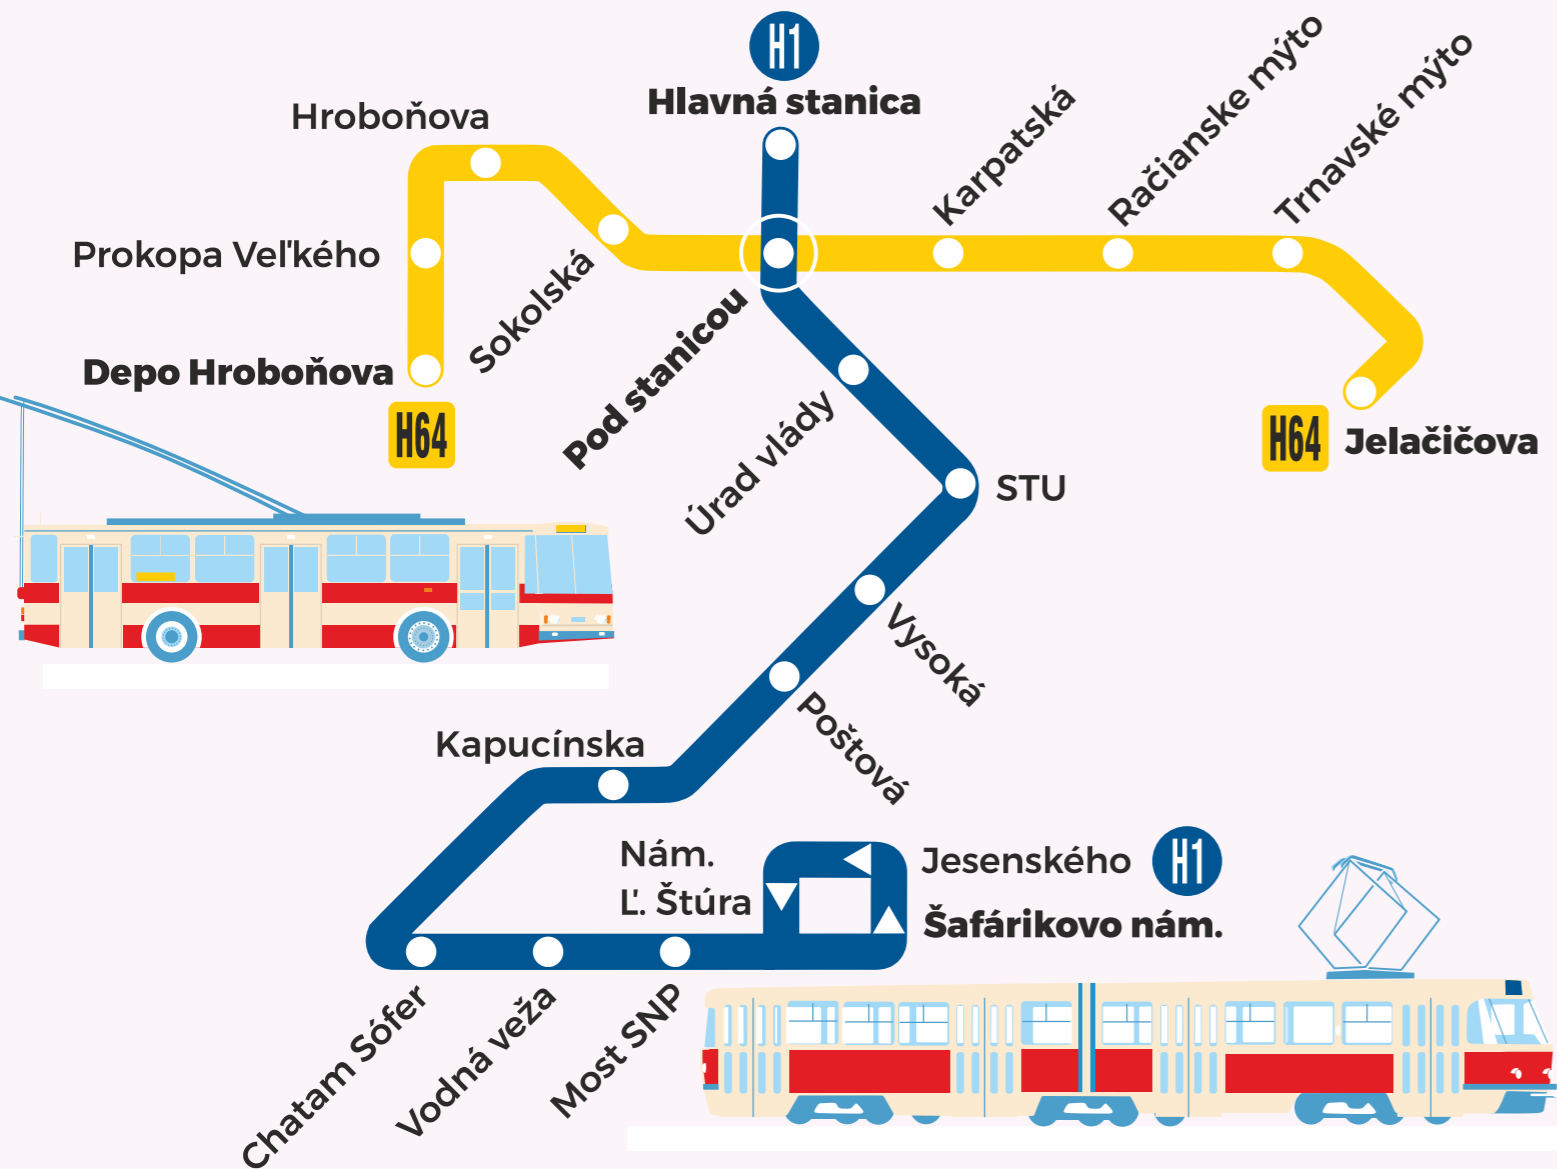 H1
Hlavná stanica
Hroboňova
Karpatská
Račianske mýto
Trnavské mýto
Prokopa Veľkého
Sokolská
Depo Hroboňova
H64
Pod stanicou
Úrad vlády
STU
H64
Jelačičova
Vysoká
Poštová
Kapucínska
Nám.
Ľ. Štúra
Jesenského
H1
Šafárikovo nám.
Chatam Sófer
Vodná veža
Most SNP